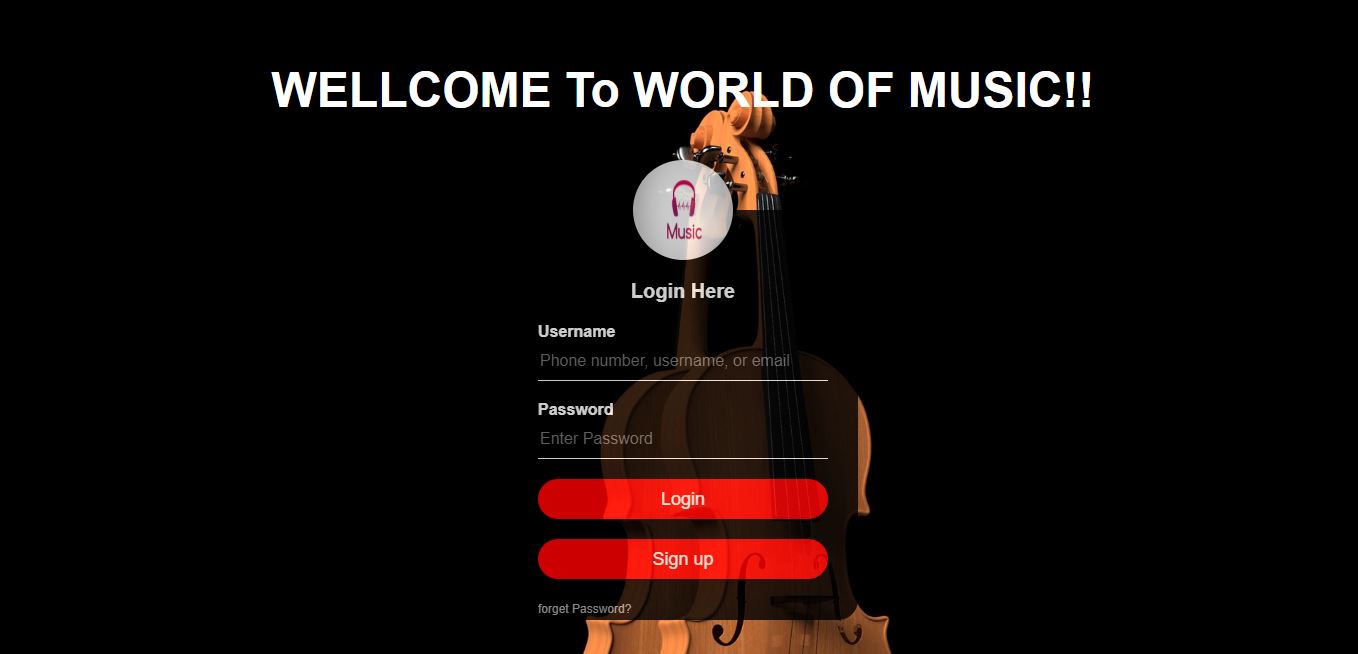 WELLCOME To WORLD OF MUSIC!!
Music
Login Here
Username
Phone number, username, or email
Password
Enter Password
Login
Sign up
forget Password?